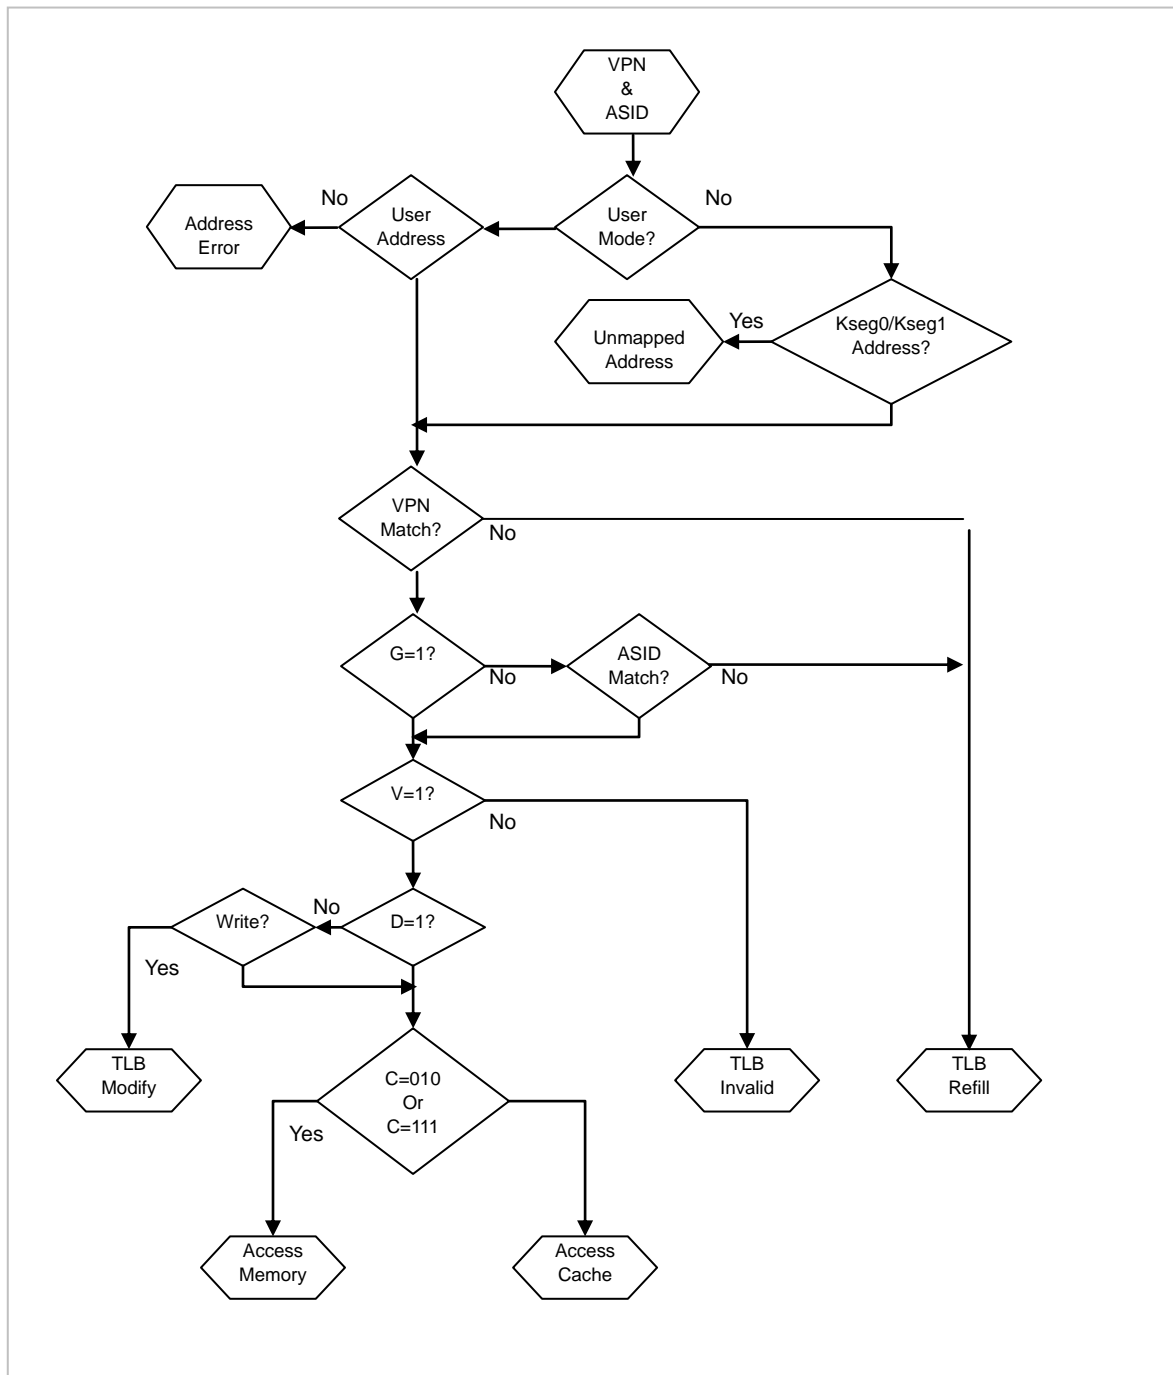 VPN
&
ASID
No
No
Address
Error
User
Address
User
Mode?
Yes
Unmapped
Address
Kseg0/Kseg1
Address?
VPN
Match?
No
G=1?
No
ASID
Match?
No
V=1?
No
Write?
No
D=1?
Yes
TLB
Modify
C=010
Or
C=111
Yes
TLB
Invalid
TLB
Refill
Access
Memory
Access
Cache